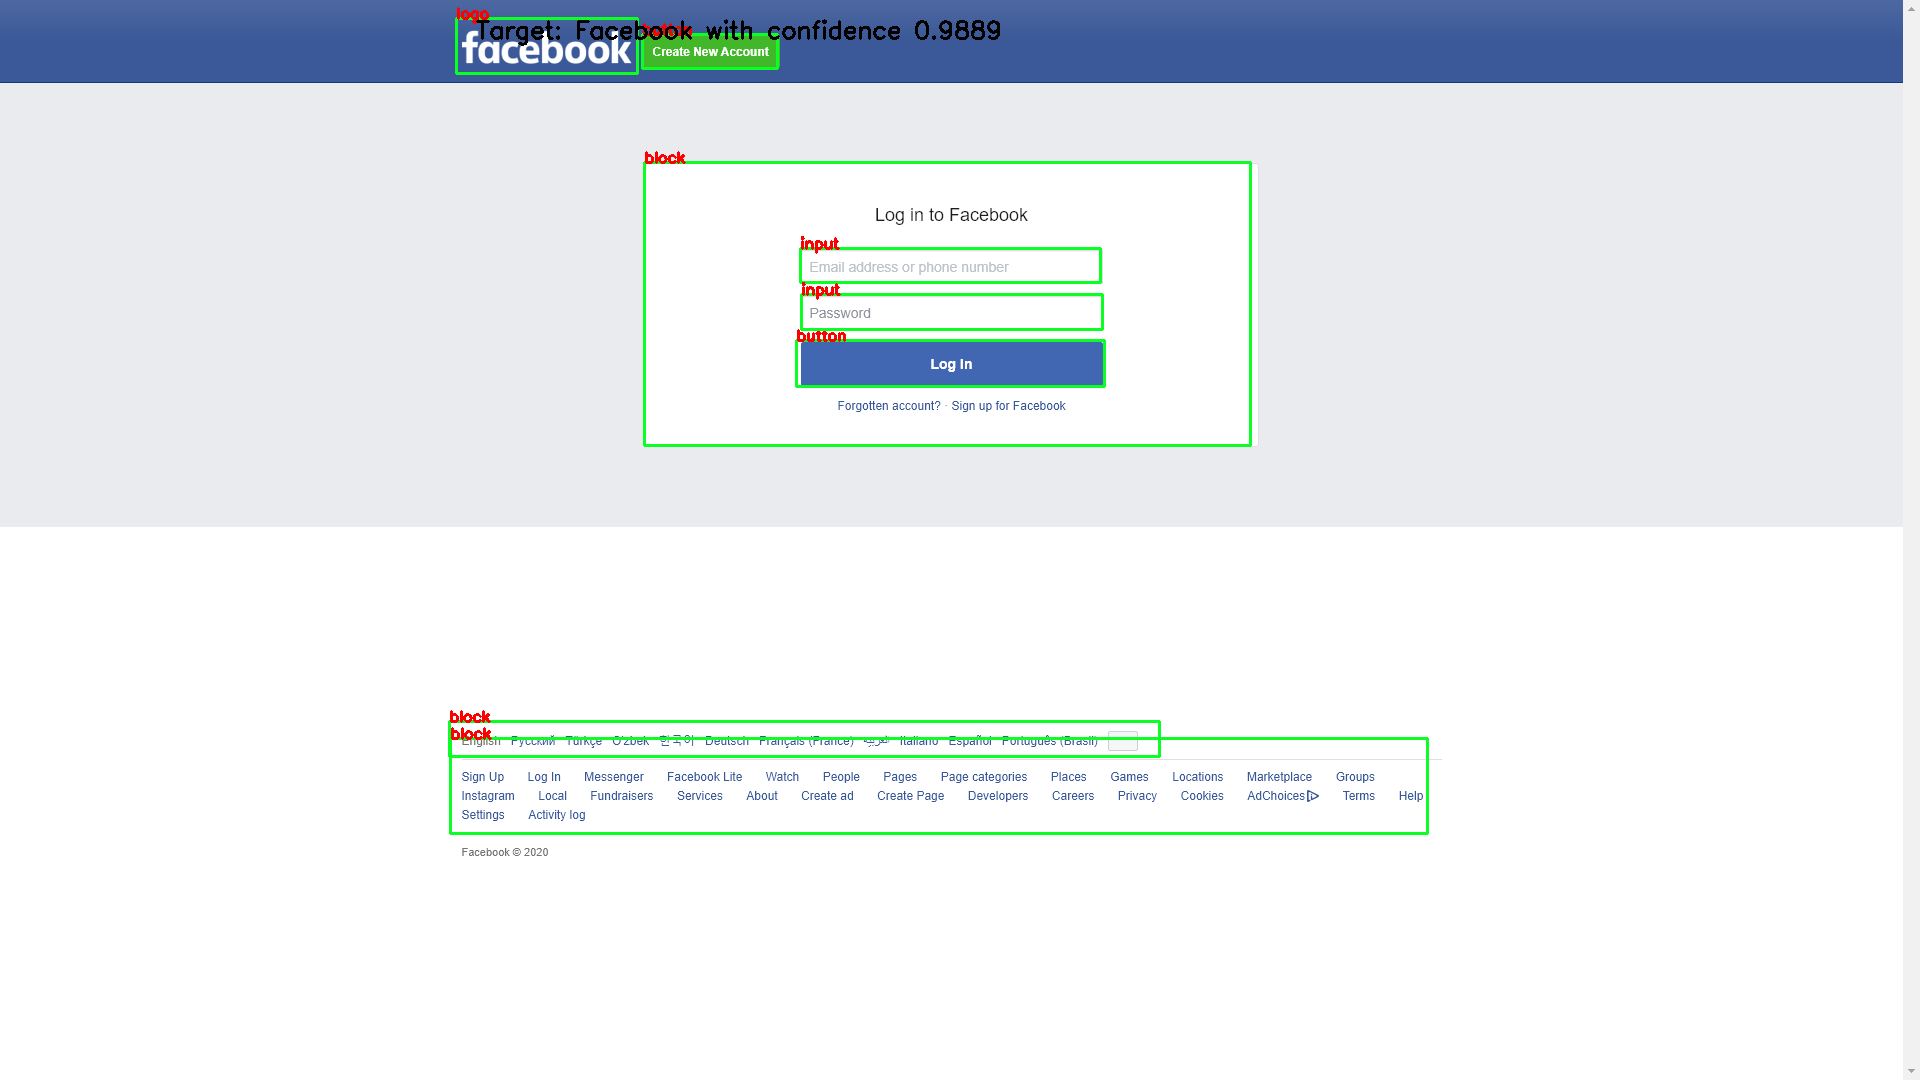 logo
Target: Facebook with confidence 0.9889
facebook
Create New Account
block
Log in to Facebook
input
Email address or phone number
input
Password
button
Log In
Forgotten account? · Sign up for Facebook
block
block
English Русский Türkçe O'zbek 한국어 Deutsch Français (France) العربية Italiano Español Português (Brasil)
Sign Up Log In Messenger Facebook Lite Watch People Pages Page categories Places Games Locations Marketplace Groups
Instagram Local Fundraisers Services About Create ad Create Page Developers Careers Privacy Cookies AdChoices Terms Help
Settings Activity log
Facebook © 2020